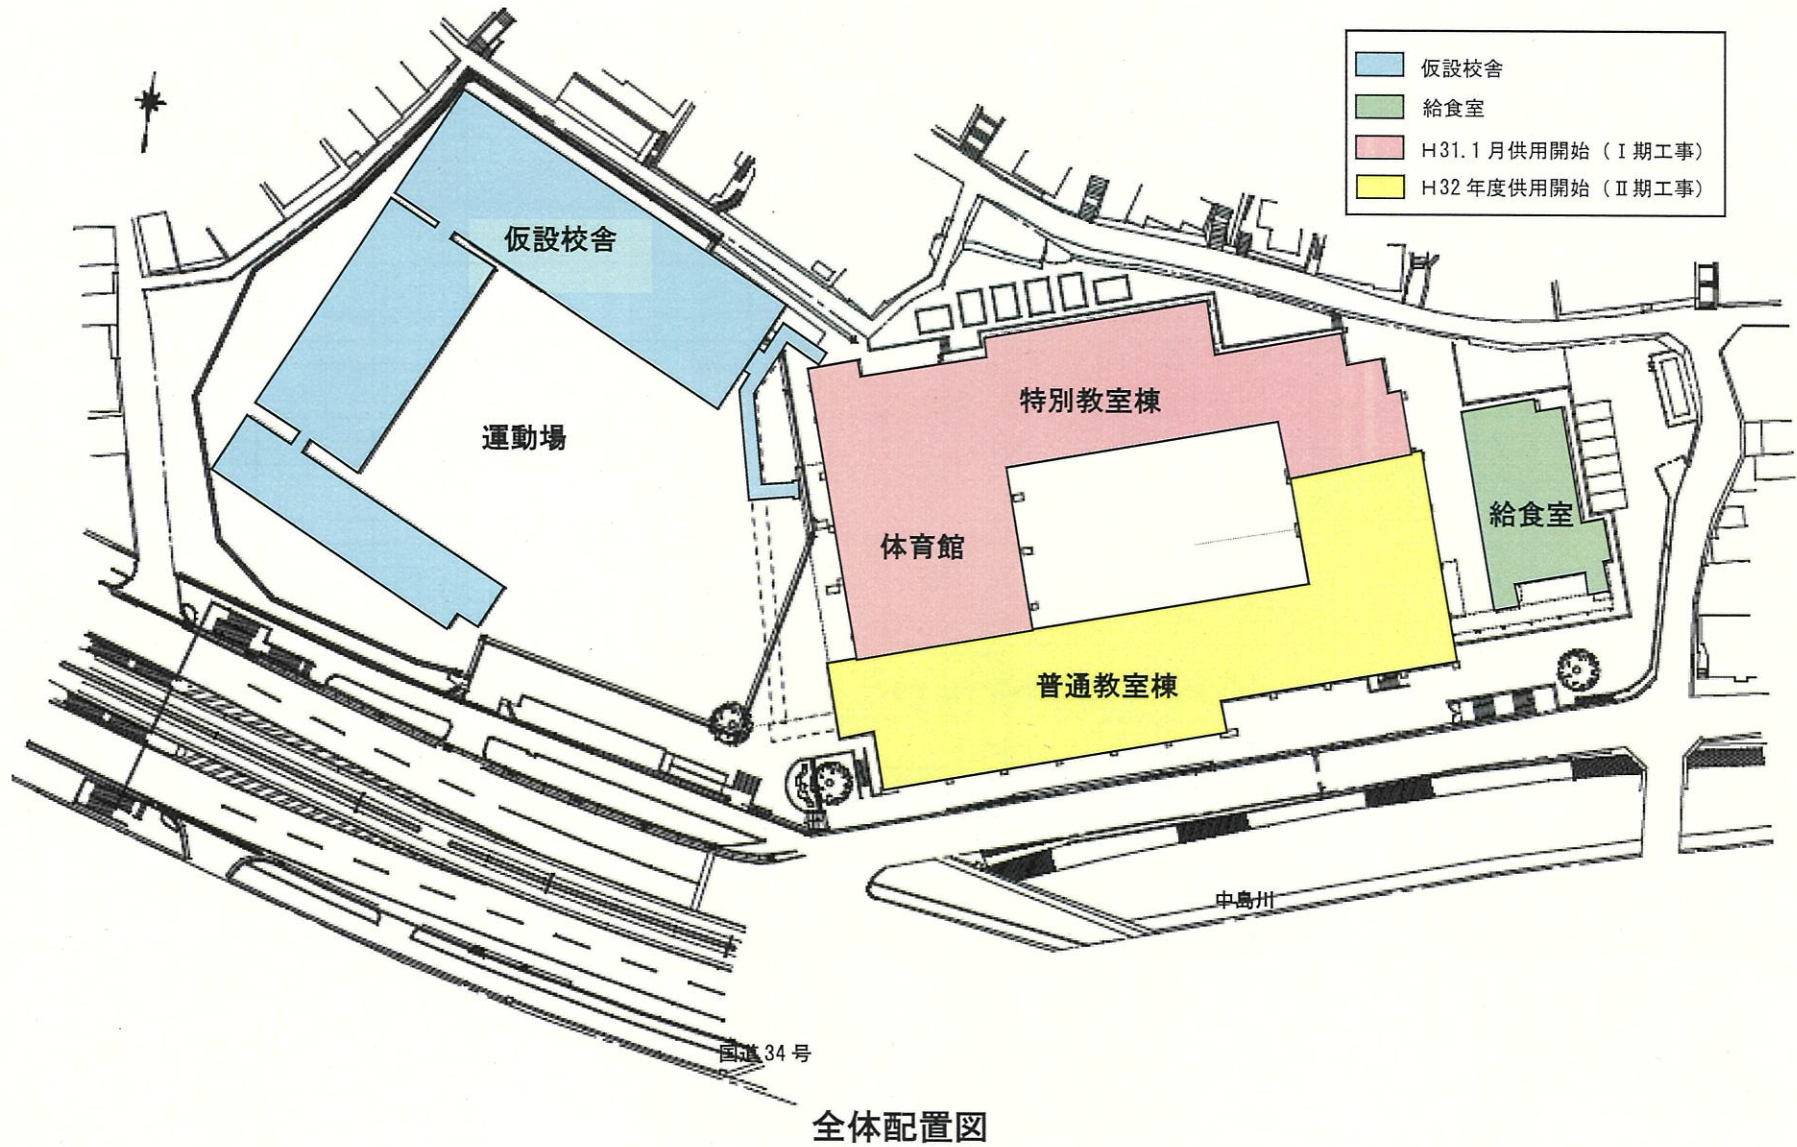 仮設校舎
給食室
H31.1月供用開始（Ⅰ期工事）
H32年度供用開始（Ⅱ期工事）
仮設校舎
特別教室棟
運動場
給食室
体育館
普通教室棟
中島川
国道34号
全体配置図